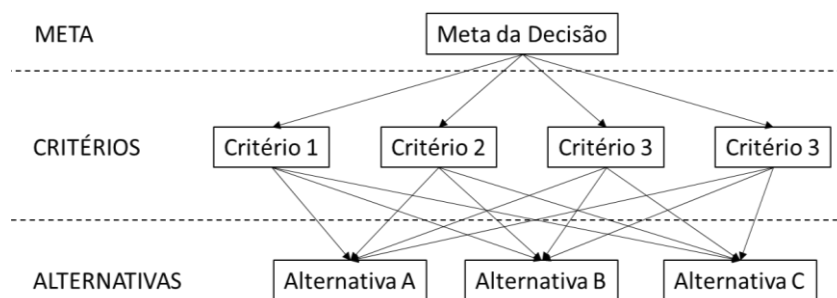 META
Meta da Decisão
CRITÉRIOS
Critério 1
Critério 2
Critério 3
Critério 3
ALTERNATIVAS
Alternativa A
Alternativa B
Alternativa C